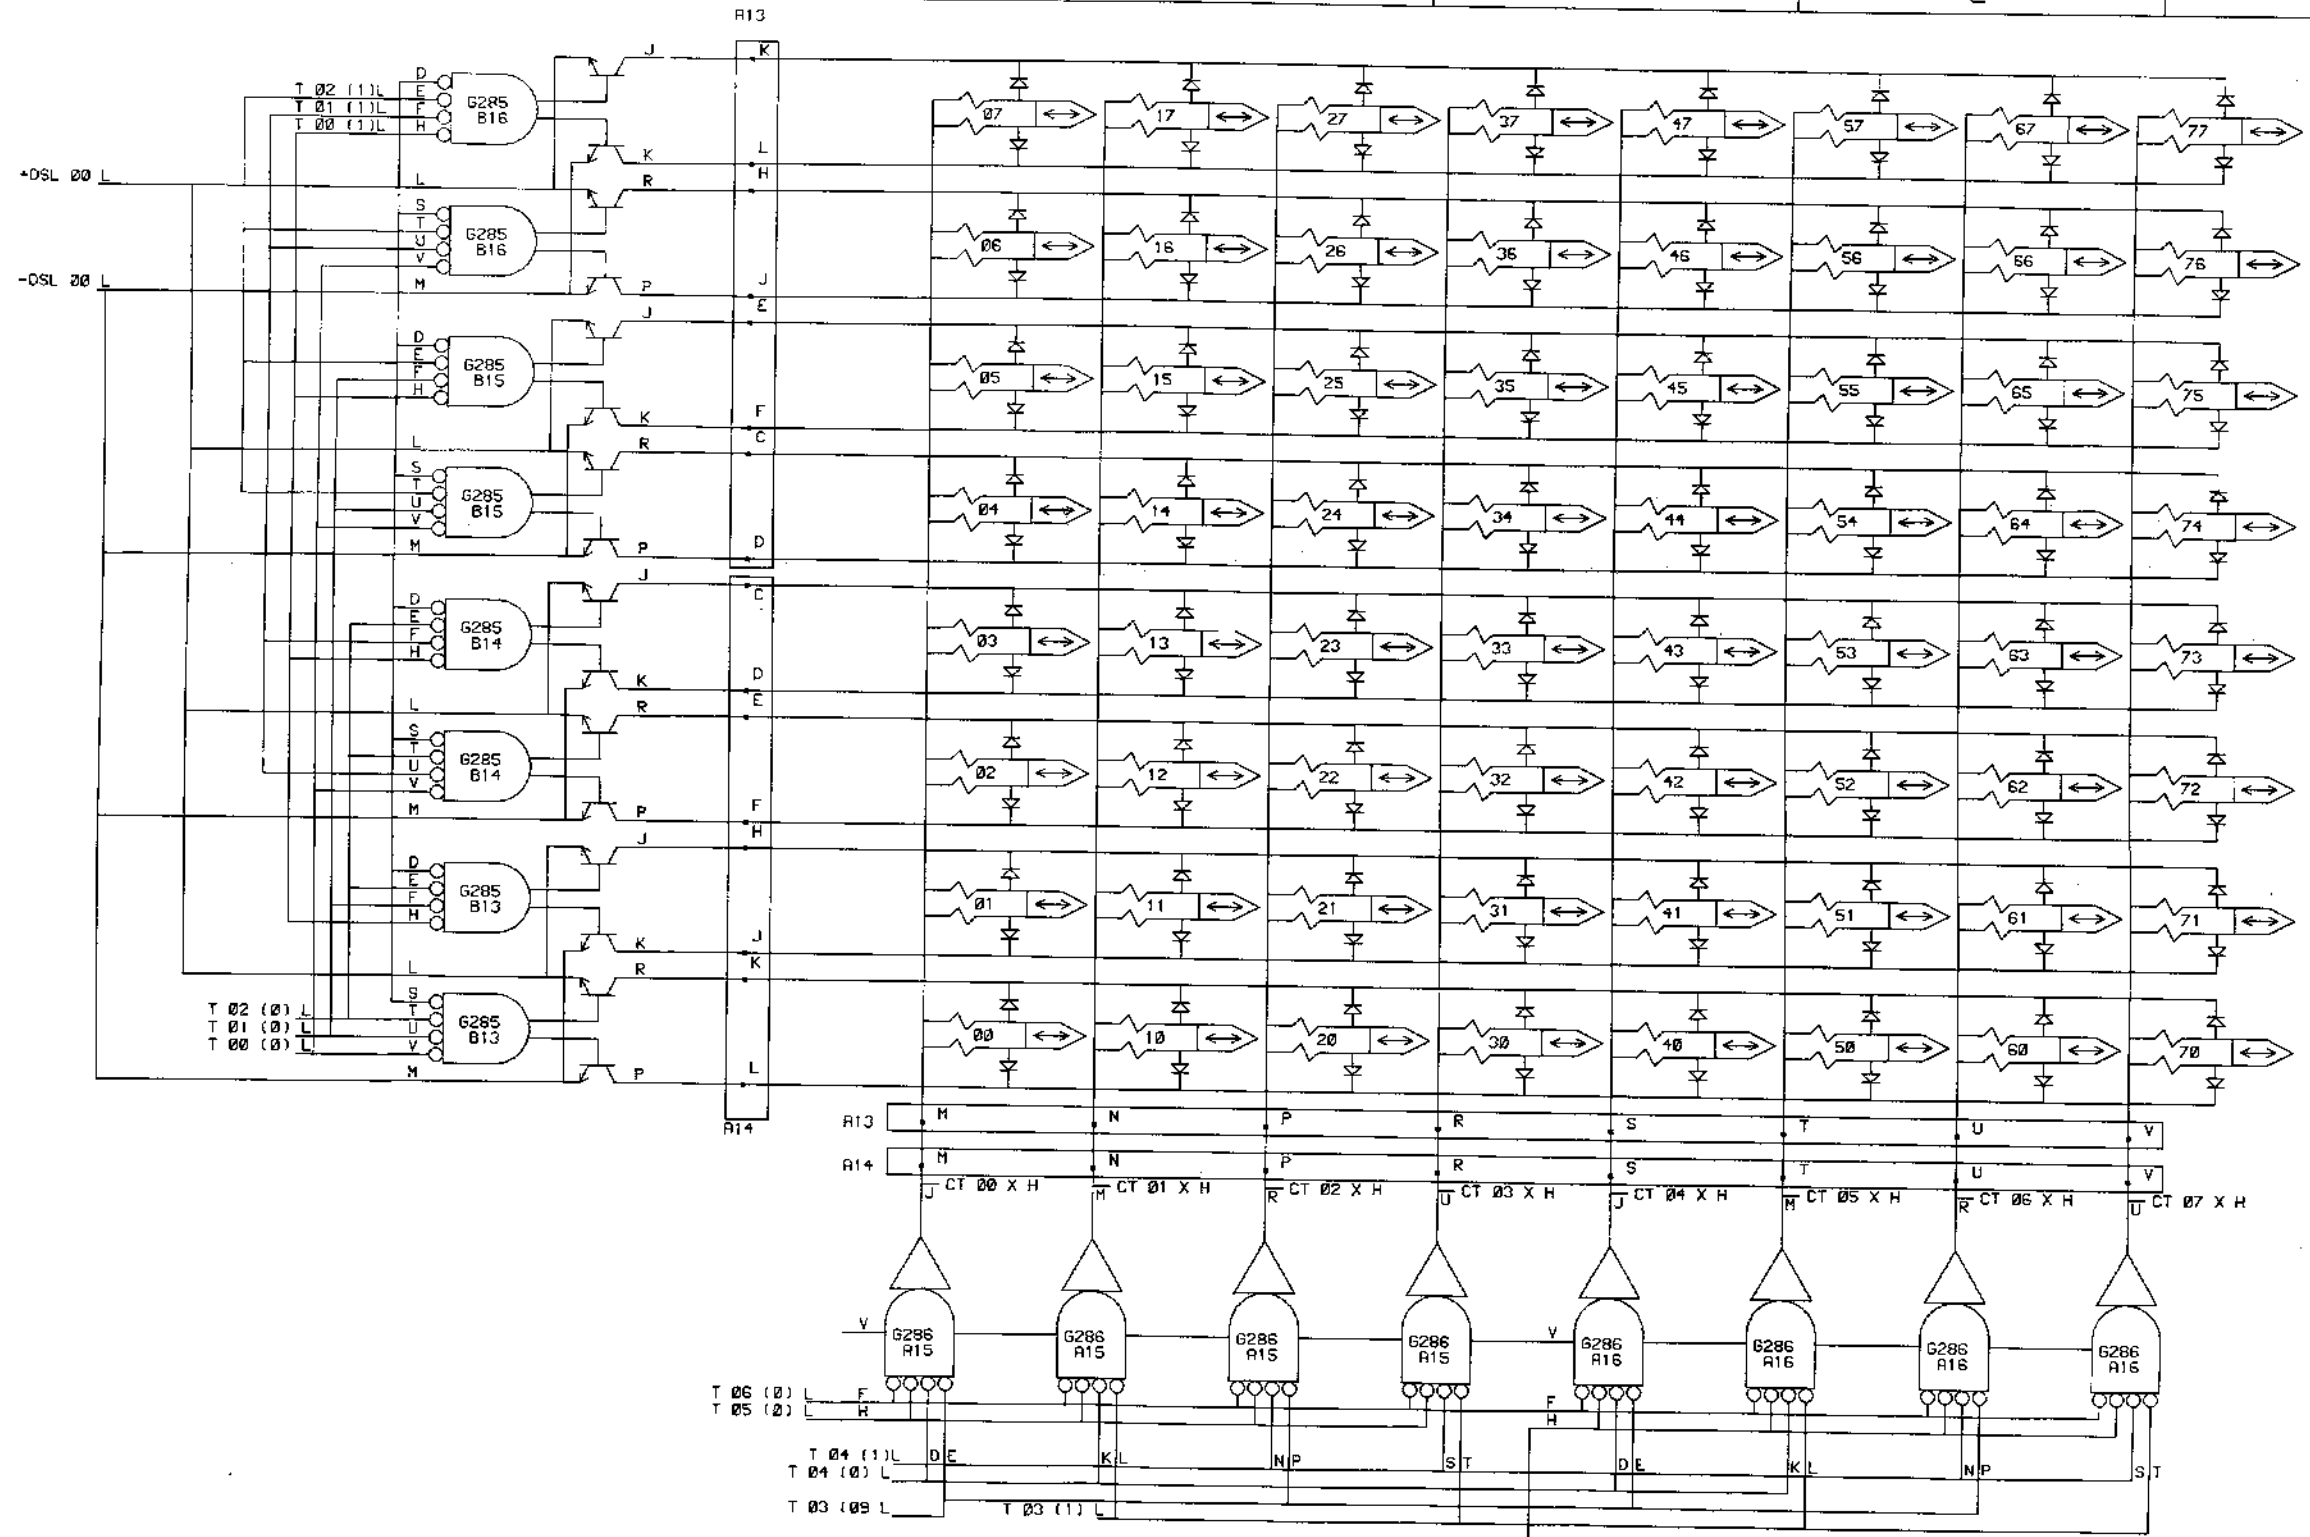 A13
J K
D
T 02 (1)L E
T 01 (1)L F
T 00 (1)L H
G285
B16
07 17 27 37 47 57 67 77
K L
H
+DSL 00 L L R
S
T
U
V
G285
B16
06 16 26 36 46 56 66 76
-DSL 00 L M P J
J E
D
E
F
H
G285
B15
05 15 25 35 45 55 65 75
K F
C
L R
S
T
U
V
G285
B15
04 14 24 34 44 54 64 74
M P D
J C
D
E
F
H
G285
B14
03 13 23 33 43 53 63 73
K D
L R E
S
T
U
V
G285
B14
02 12 22 32 42 52 62 72
M P F
J H
D
E
F
H
G285
B13
01 11 21 31 41 51 61 71
K J
L R K
S
T 02 (0) L T
T 01 (0) L U
T 00 (0) L V
G285
B13
00 10 20 30 40 50 60 70
M P L
A14
A13 M N P R S T U V
A14 M N P R S T U V
J CT 00 X H M CT 01 X H R CT 02 X H U CT 03 X H J CT 04 X H M CT 05 X H R CT 06 X H U CT 07 X H
V V
G286 G286 G286 G286 G286 G286 G286 G286
A15 A15 A15 A15 A16 A16 A16 A16
T 06 (0) L F F
T 05 (0) L H H
T 04 (1)L D E K L N P S T D E K L N P S T
T 04 (0) L
T 03 (09 L T 03 (1) L